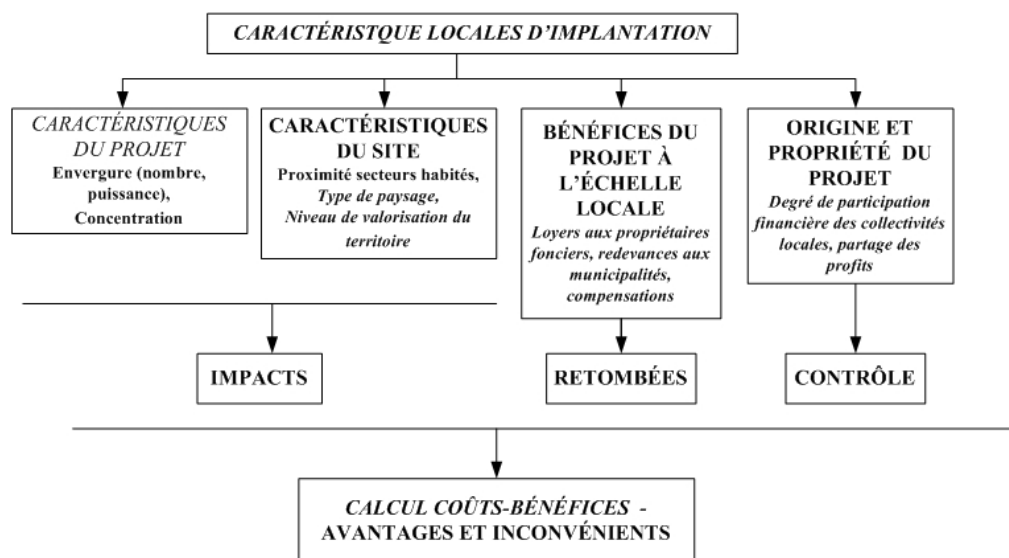 CARACTÉRISTQUE LOCALES D'IMPLANTATION
CARACTÉRISTIQUES
DU PROJET
Envergure (nombre,
puissance),
Concentration
CARACTÉRISTIQUES
DU SITE
Proximité secteurs habités,
Type de paysage,
Niveau de valorisation du
territoire
BÉNÉFICES DU
PROJET À
L'ÉCHELLE
LOCALE
Loyers aux propriétaires
fonciers, redevances aux
municipalités,
compensations
ORIGINE ET
PROPRIÉTÉ DU
PROJET
Degré de participation
financière des collectivités
locales, partage des
profits
IMPACTS
RETOMBÉES
CONTRÔLE
CALCUL COÛTS-BÉNÉFICES -
AVANTAGES ET INCONVÉNIENTS